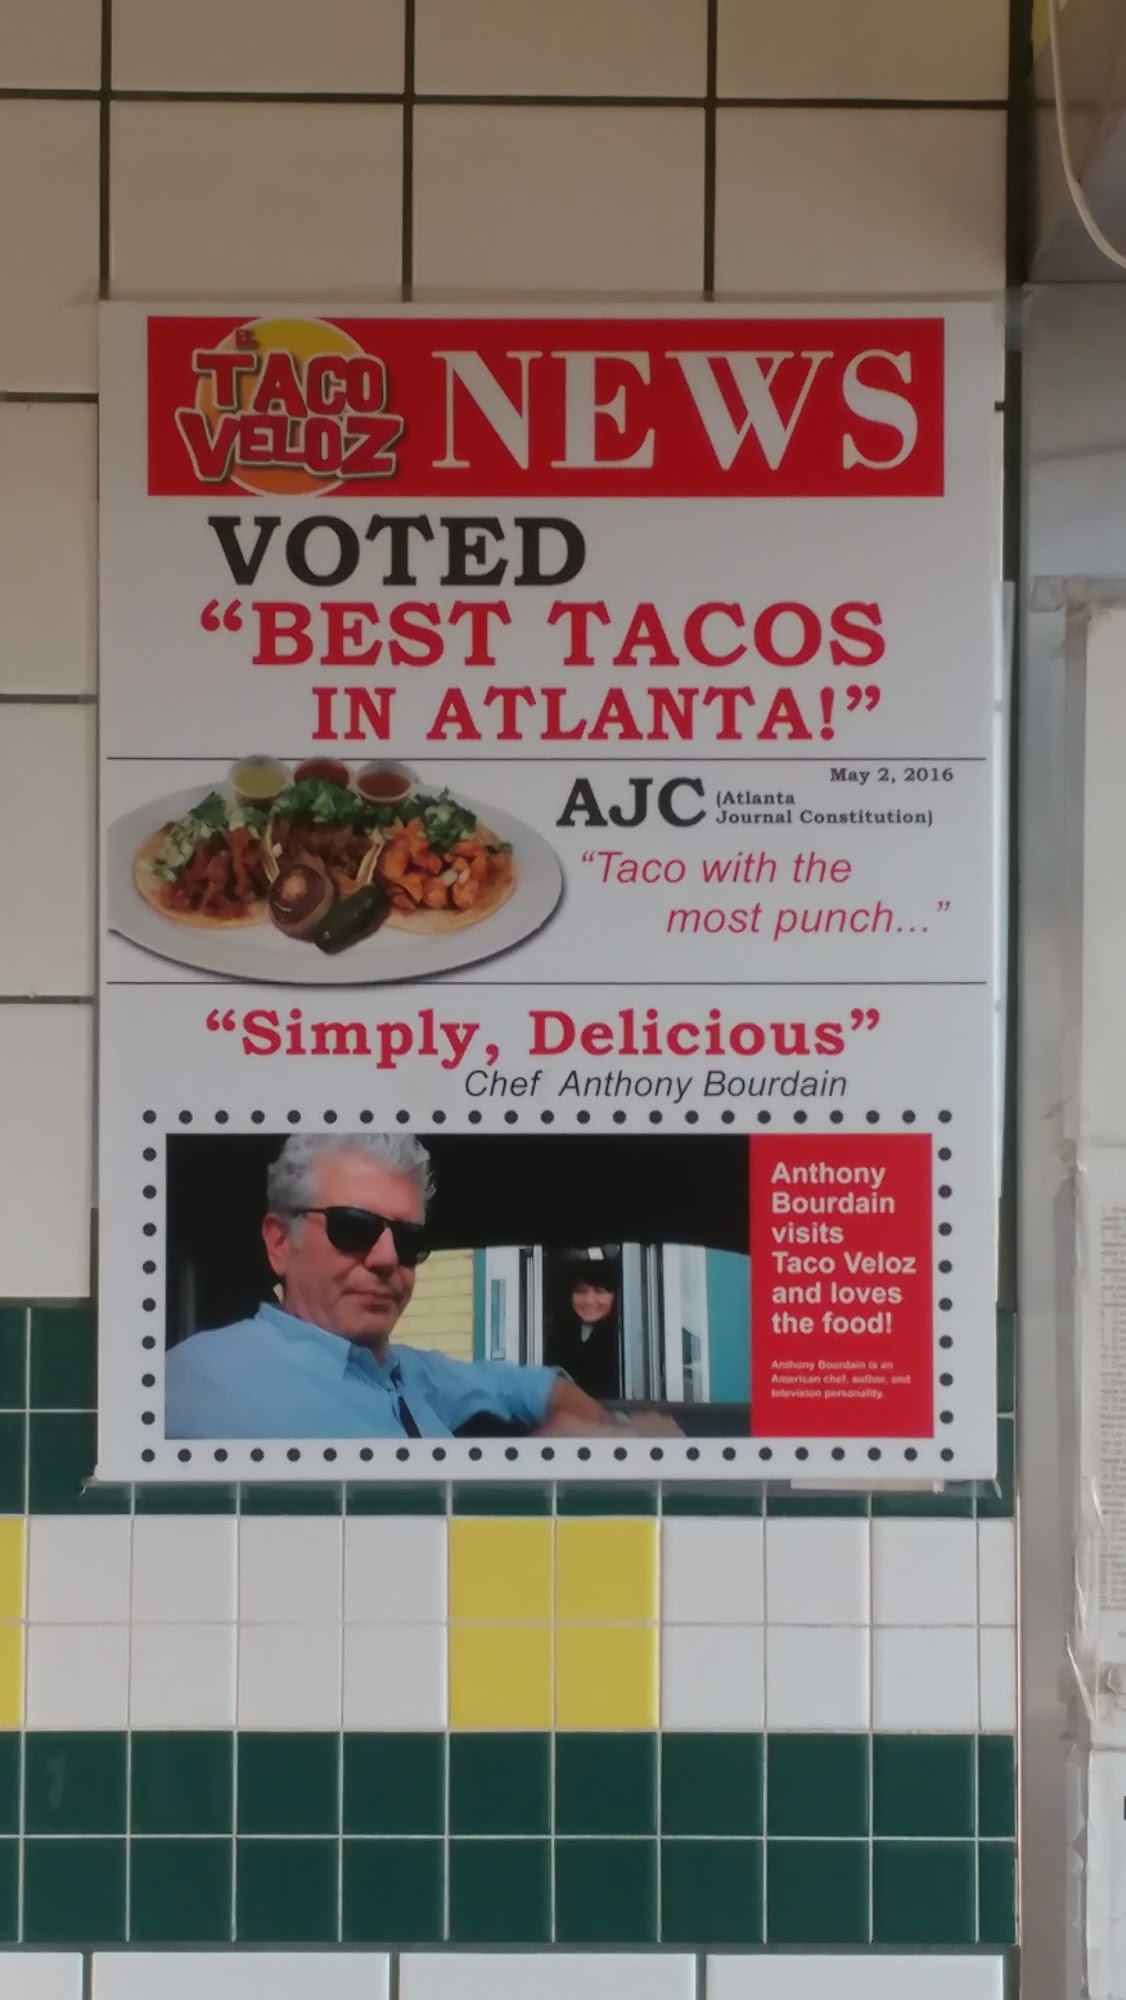 EL
TACO
VELOZ
NEWS
VOTED
“BEST TACOS
IN ATLANTA!”
May 2, 2016
AJC (Atlanta
Journal Constitution)
“Taco with the
most punch...”
“Simply, Delicious”
Chef Anthony Bourdain
Anthony
Bourdain
visits
Taco Veloz
and loves
the food!
Anthony Bourdain is an
American chef, author, and
television personality.